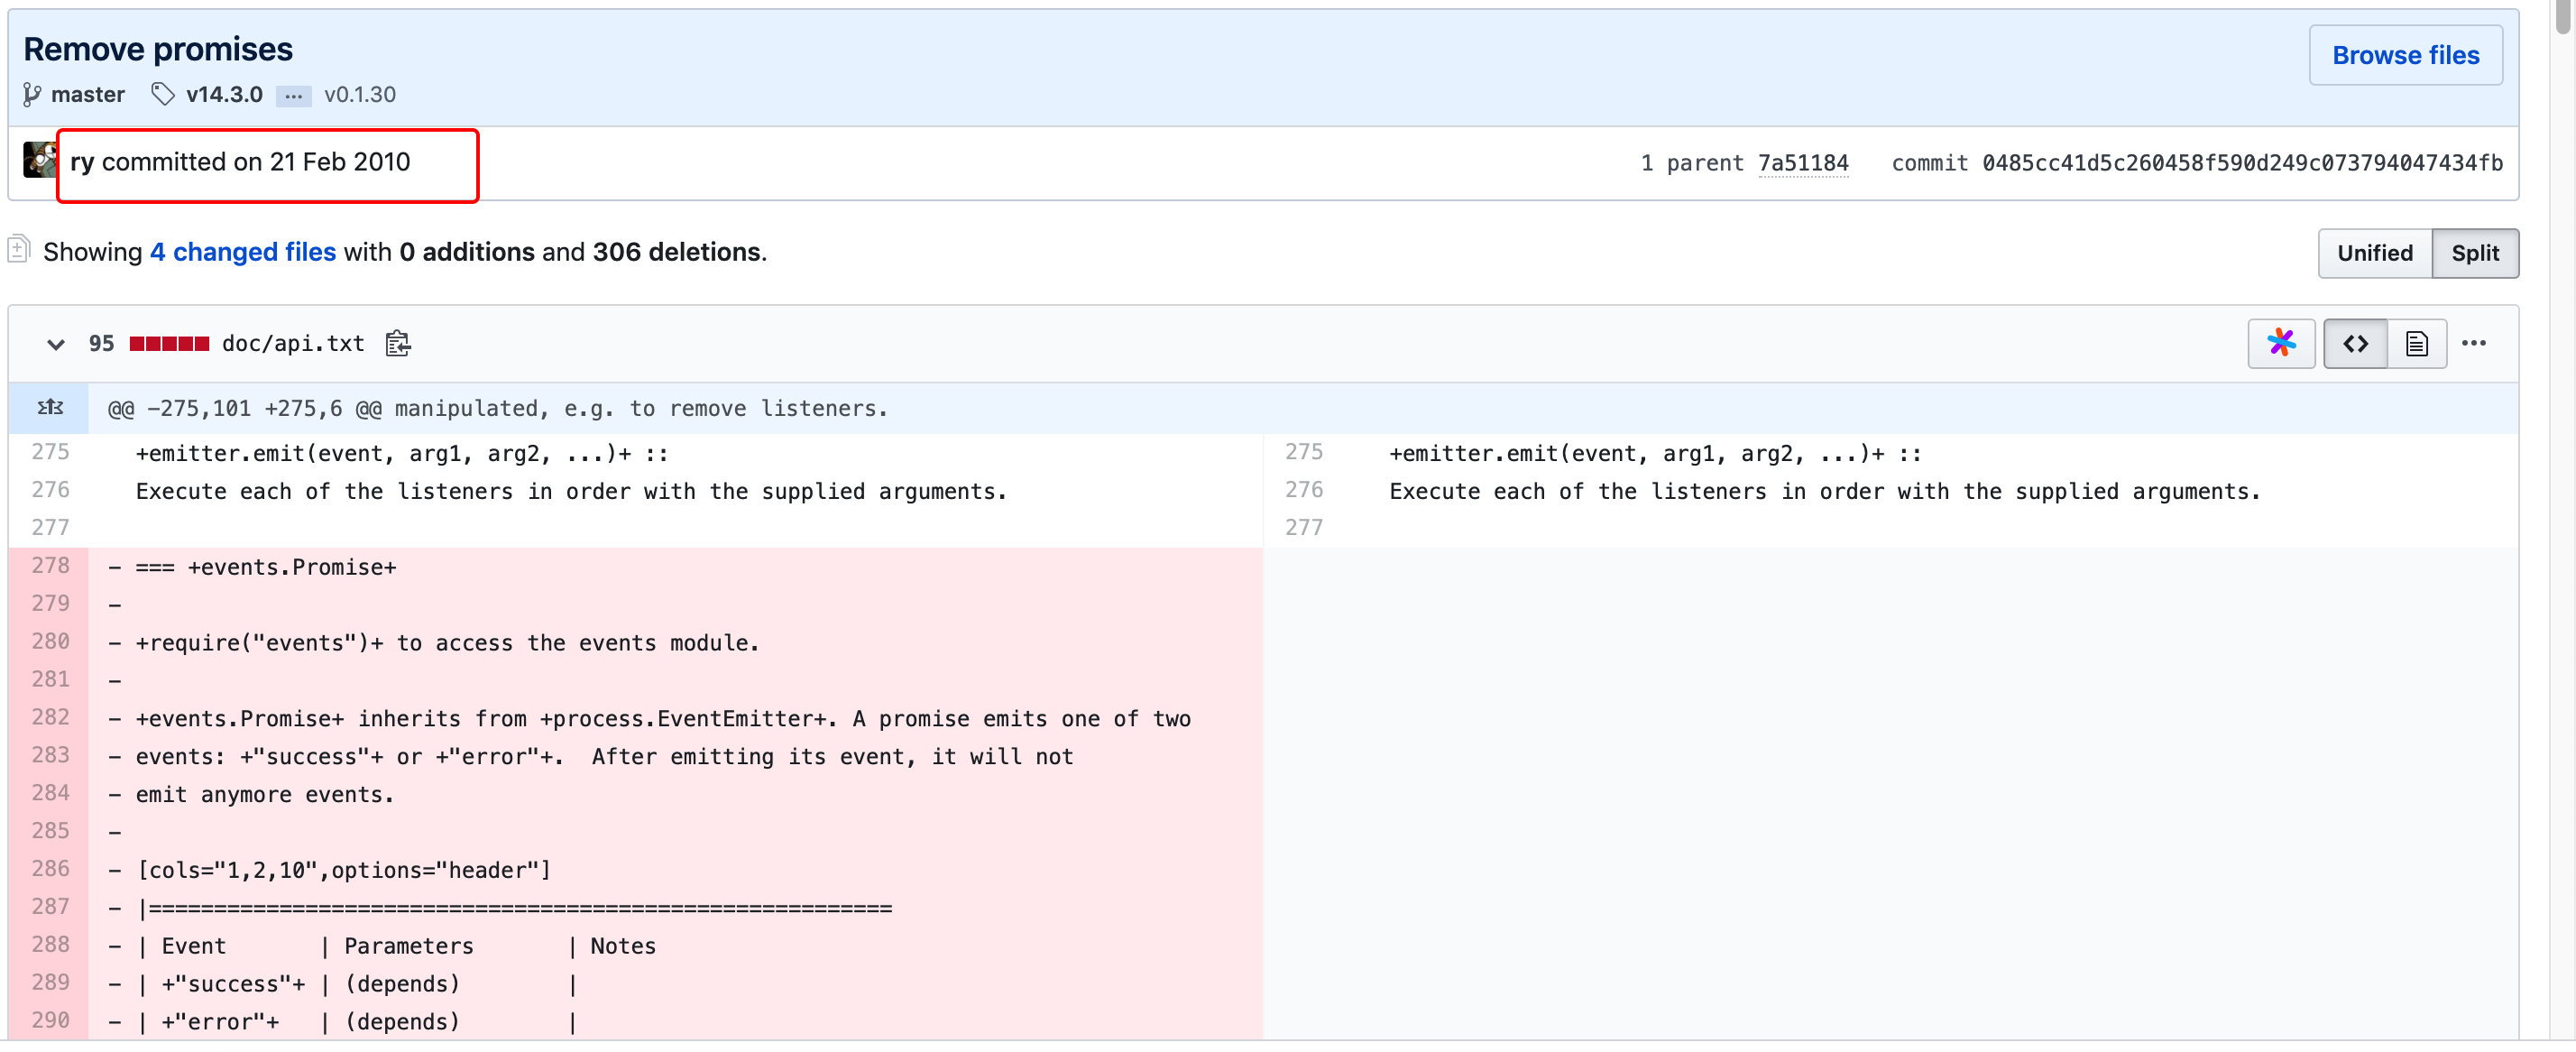 Remove promises
Browse files
master v14.3.0 ... v0.1.30
ry committed on 21 Feb 2010
1 parent 7a51184 commit 0485cc41d5c260458f590d249c073794047434fb
Showing 4 changed files with 0 additions and 306 deletions.
Unified Split
95 doc/api.txt
@@ -275,101 +275,6 @@ manipulated, e.g. to remove listeners.
275 +emitter.emit(event, arg1, arg2, ...)+ :: 275 +emitter.emit(event, arg1, arg2, ...)+ ::
276 Execute each of the listeners in order with the supplied arguments. 276 Execute each of the listeners in order with the supplied arguments.
277 277
278 - === +events.Promise+
279 -
280 - +require("events")+ to access the events module.
281 -
282 - +events.Promise+ inherits from +process.EventEmitter+. A promise emits one of two
283 - events: +"success"+ or +"error"+.  After emitting its event, it will not
284 - emit anymore events.
285 -
286 - [cols="1,2,10",options="header"]
287 - |=========================================================
288 - | Event       | Parameters       | Notes
289 - | +"success"+ | (depends)        |
290 - | +"error"+   | (depends)        |